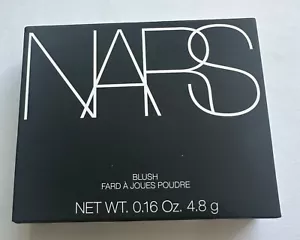 NARS
BLUSH
FARD À JOUES POUDRE
NET WT. 0.16 Oz. 4.8 g